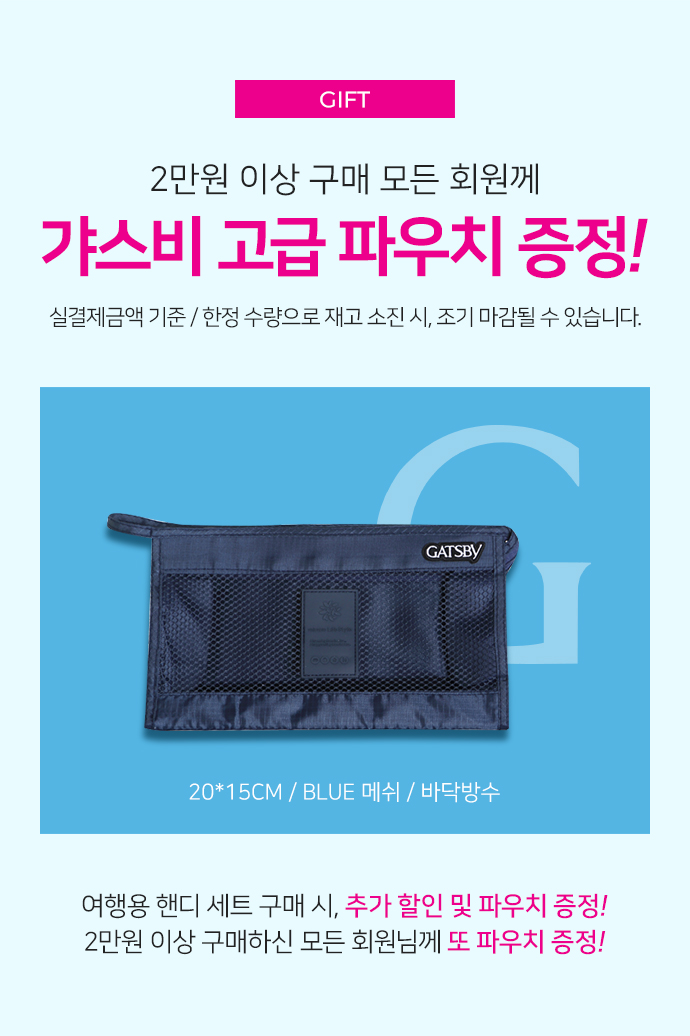 GIFT
2만원 이상 구매 모든 회원께
갸스비 고급 파우치 증정!
실결제금액 기준 / 한정 수량으로 재고 소진 시, 조기 마감될 수 있습니다.
G
GATSBY
20*15CM / BLUE 메쉬 / 바닥방수
여행용 핸디 세트 구매 시, 추가 할인 및 파우치 증정!
2만원 이상 구매하신 모든 회원님께 또 파우치 증정!